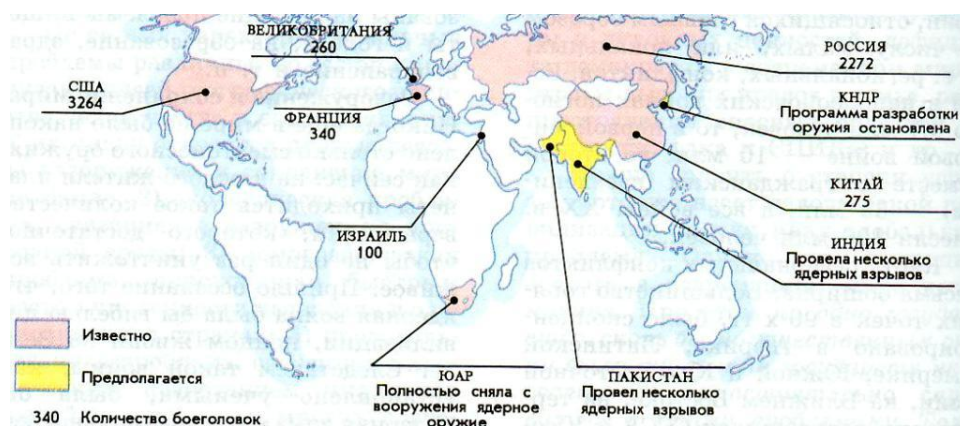 ВЕЛИКОБРИТАНИЯ
260
США
3264
ФРАНЦИЯ
340
РОССИЯ
2272
КНДР
Программа разработки
оружия остановлена
КИТАЙ
275
ИЗРАИЛЬ
100
ИНДИЯ
Провела несколько
ядерных взрывов
Известно
Предполагается
340 Количество боеголовок
ЮАР
Полностью сняла с
вооружения ядерное
оружие
ПАКИСТАН
Провел несколько
ядерных взрывов